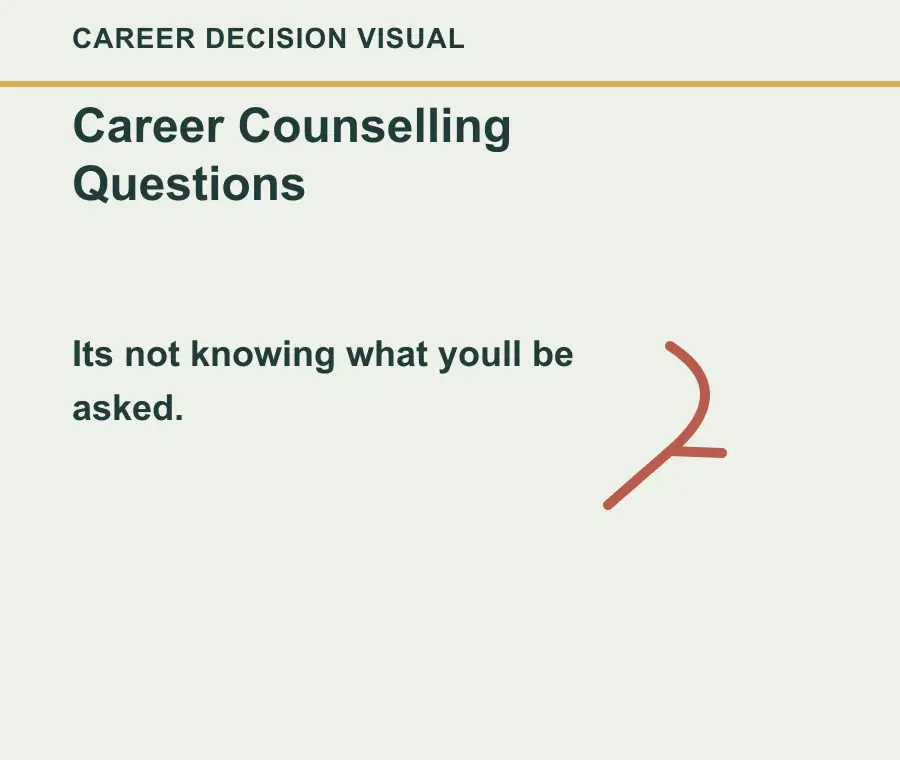 CAREER DECISION VISUAL
Career Counselling
Questions
Its not knowing what youll be
asked.